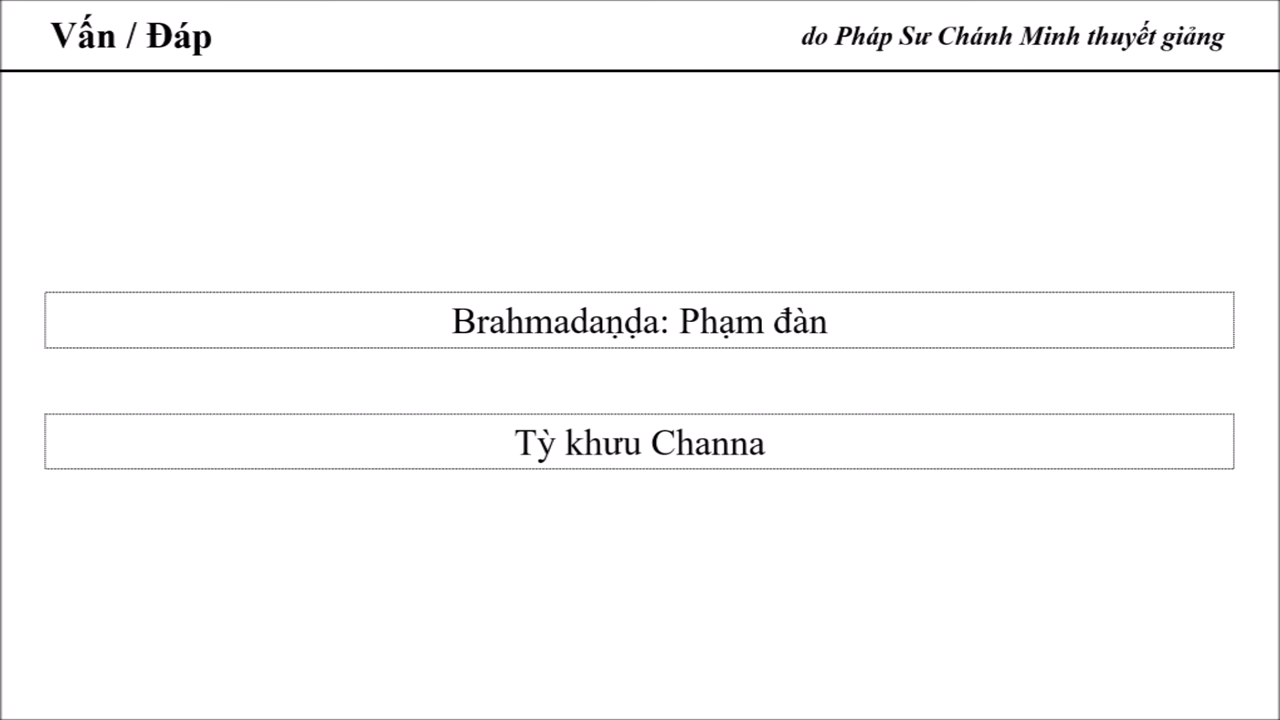 Vấn / Đáp
do Pháp Sư Chánh Minh thuyết giảng
Brahmadaṇḍa: Phạm đàn
Tỳ khưu Channa